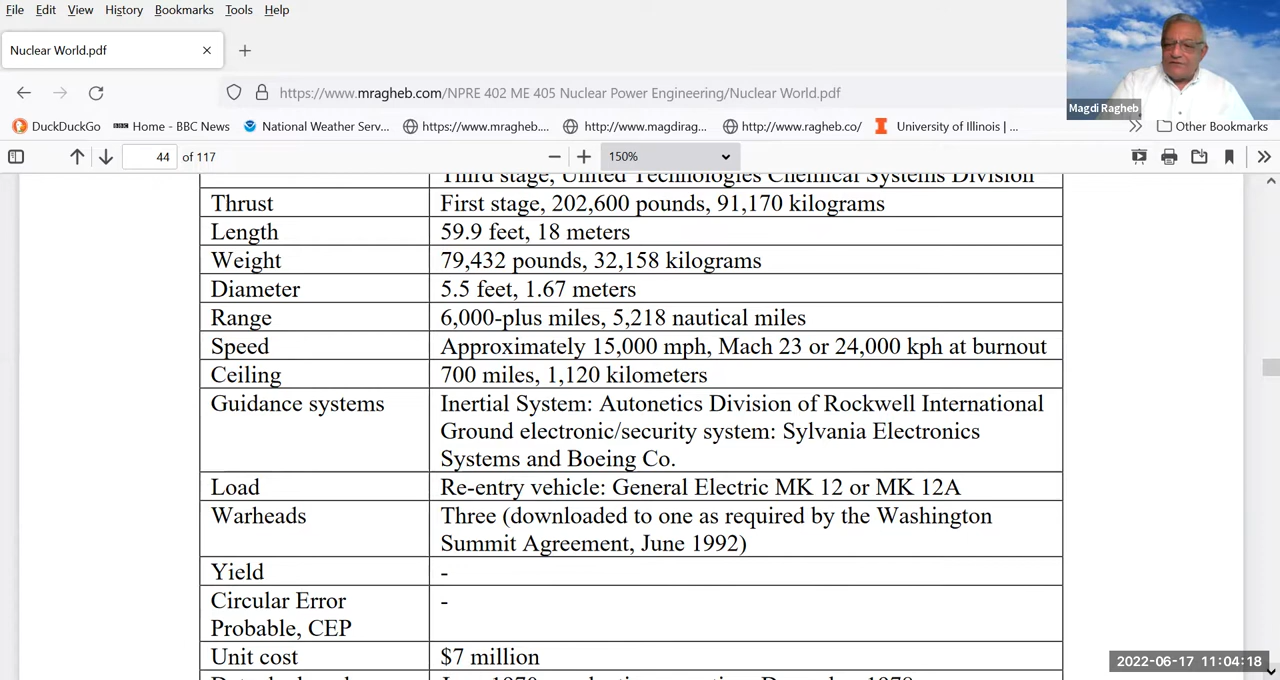 File Edit View History Bookmarks Tools Help
Nuclear World.pdf
https://www.mragheb.com/NPRE 402 ME 405 Nuclear Power Engineering/Nuclear World.pdf
Magdi Ragheb
DuckDuckGo BBC Home - BBC News National Weather Serv... https://www.mragheb.... http://www.magdirag... http://www.ragheb.co/ University of Illinois | ... Other Bookmarks
44 of 117 150%
Third stage, United Technologies Chemical Systems Division
Thrust First stage, 202,600 pounds, 91,170 kilograms
Length 59.9 feet, 18 meters
Weight 79,432 pounds, 32,158 kilograms
Diameter 5.5 feet, 1.67 meters
Range 6,000-plus miles, 5,218 nautical miles
Speed Approximately 15,000 mph, Mach 23 or 24,000 kph at burnout
Ceiling 700 miles, 1,120 kilometers
Guidance systems Inertial System: Autonetics Division of Rockwell International
Ground electronic/security system: Sylvania Electronics
Systems and Boeing Co.
Load Re-entry vehicle: General Electric MK 12 or MK 12A
Warheads Three (downloaded to one as required by the Washington
Summit Agreement, June 1992)
Yield -
Circular Error -
Probable, CEP
Unit cost $7 million
2022-06-17 11:04:18